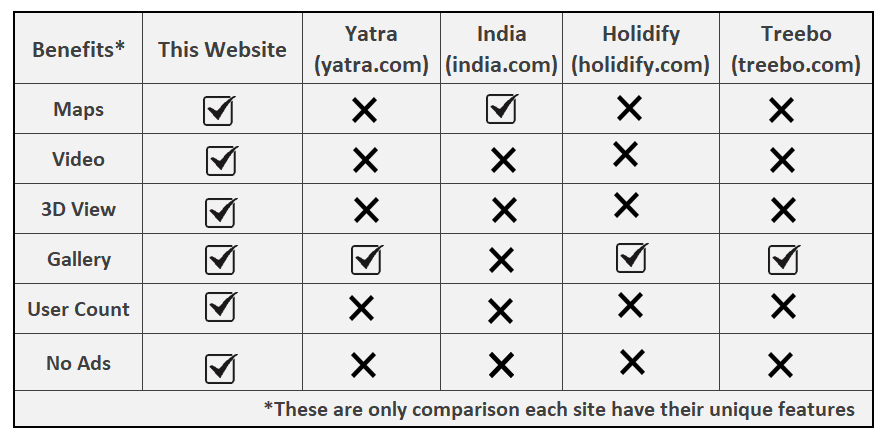 Benefits* This Website Yatra (yatra.com) India (india.com) Holidify (holidify.com) Treebo (treebo.com)
Maps
Video
3D View
Gallery
User Count
No Ads
*These are only comparison each site have their unique features